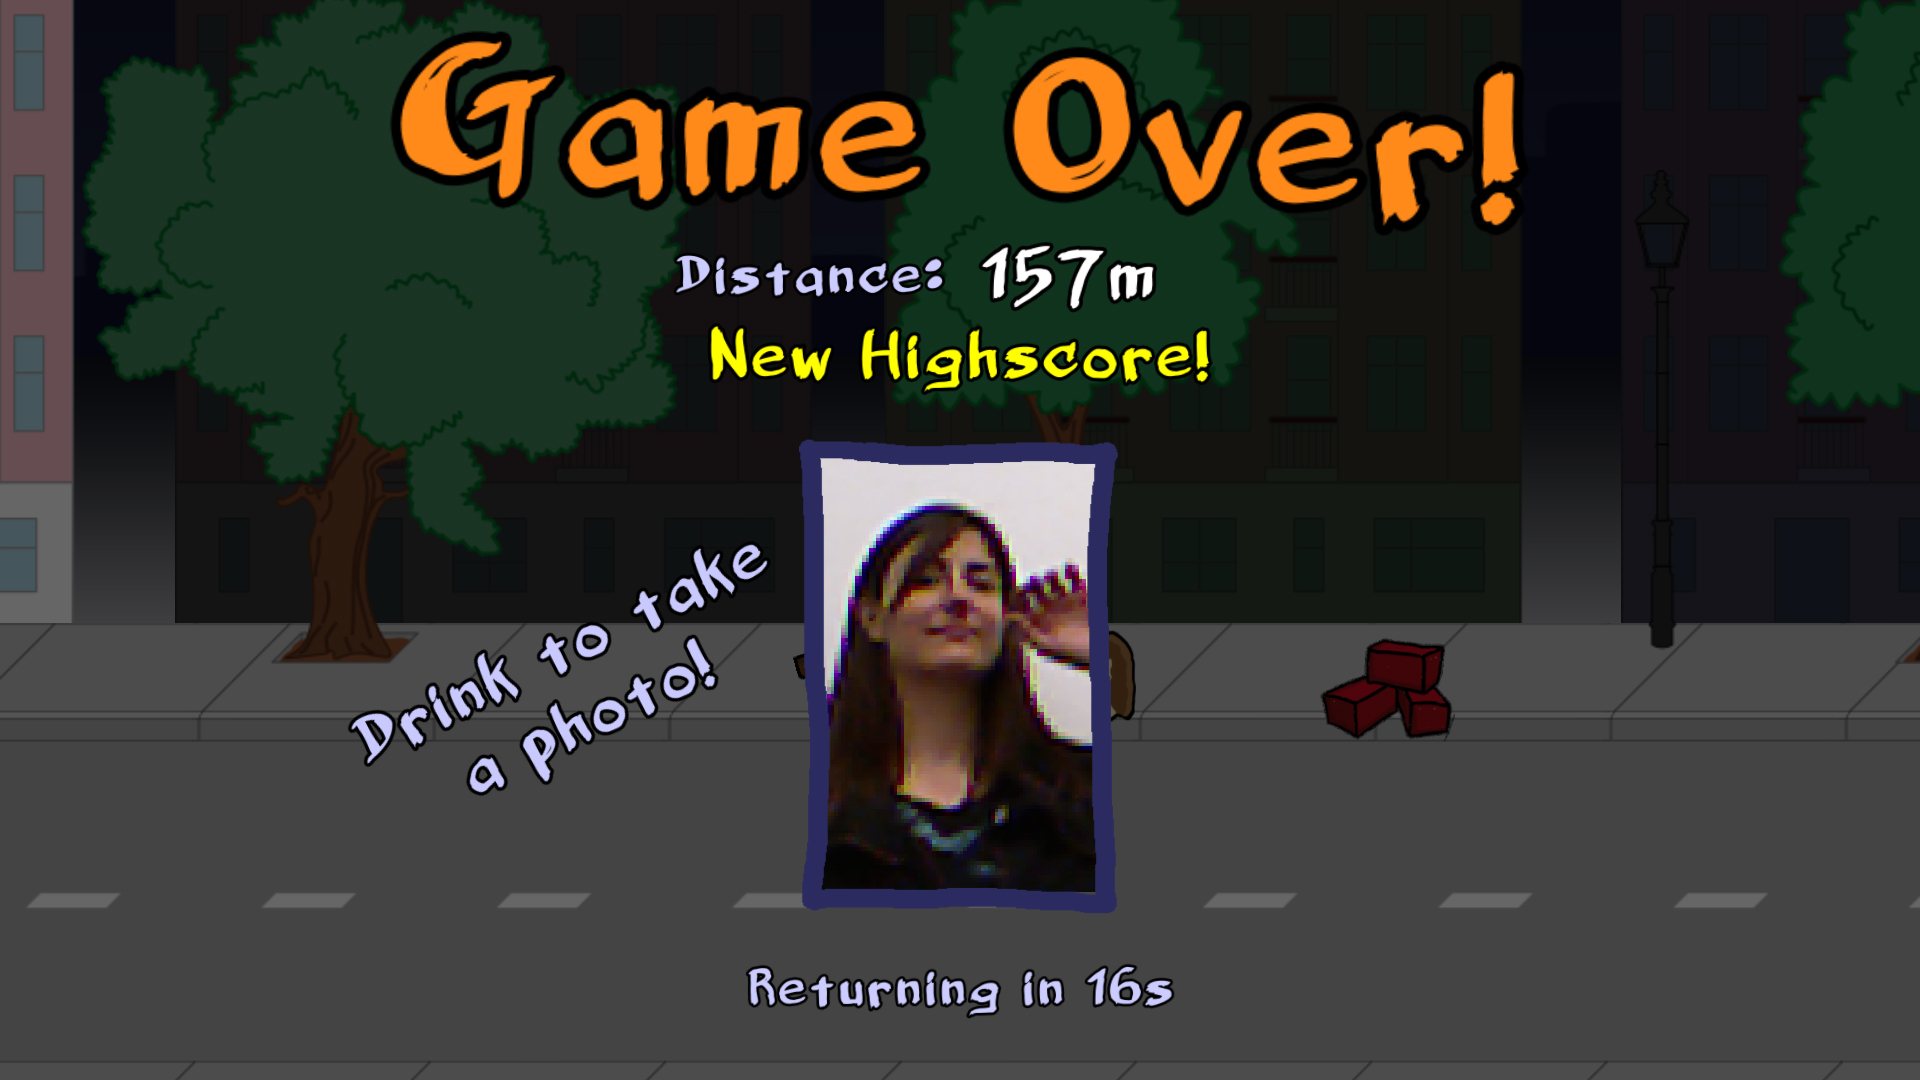 Game Over!
Distance: 157m
New Highscore!
Drink to take
a photo!
Returning in 16s